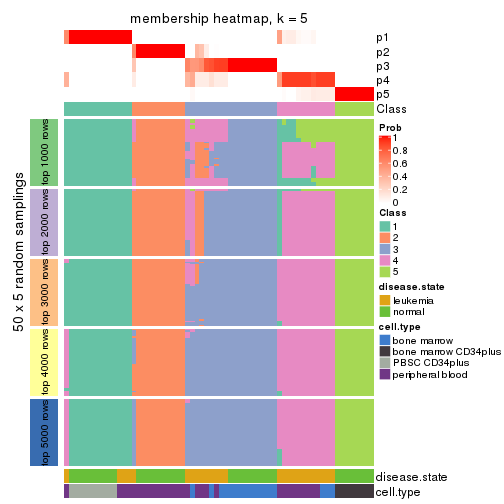 membership heatmap, k = 5
p1
p2
p3
p4
p5
Class
50 x 5 random samplings
top 1000 rows
top 2000 rows
top 3000 rows
top 4000 rows
top 5000 rows
Prob
1
0.8
0.6
0.4
0.2
0
Class
1
2
3
4
5
disease.state
leukemia
normal
cell.type
bone marrow
bone marrow CD34plus
PBSC CD34plus
peripheral blood
disease.state
cell.type